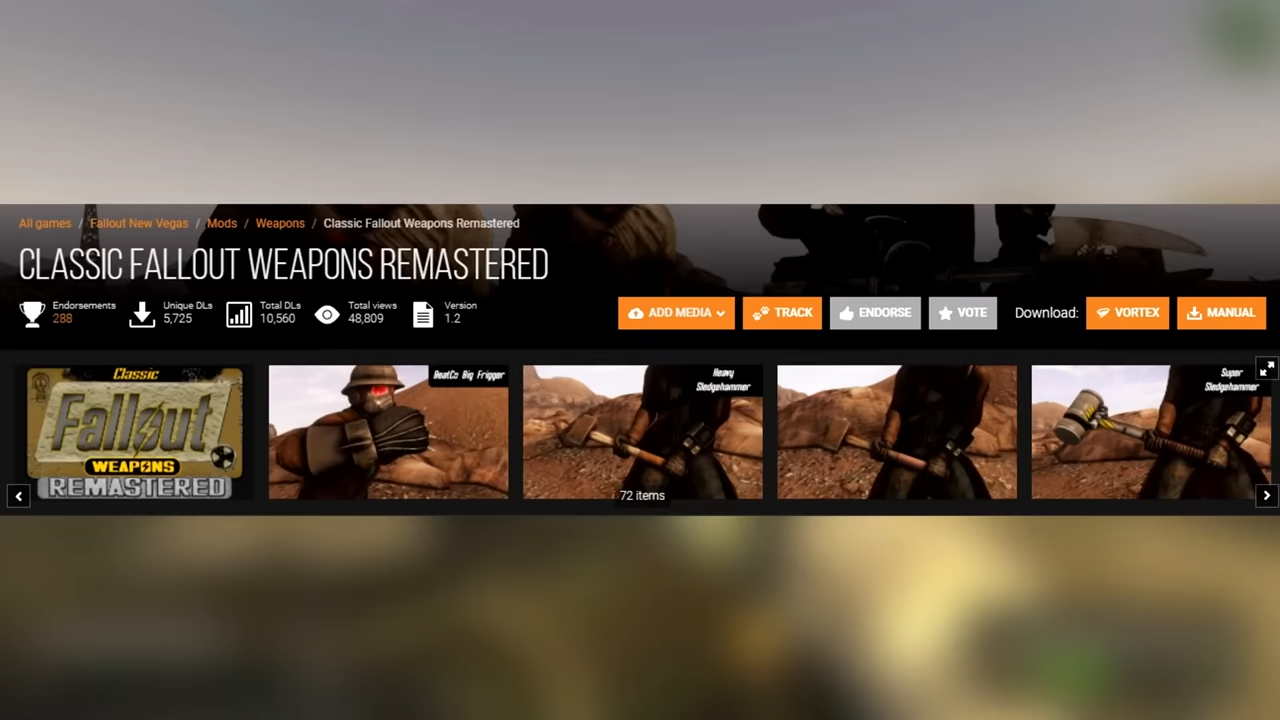 All games / Fallout New Vegas / Mods / Weapons / Classic Fallout Weapons Remastered
CLASSIC FALLOUT WEAPONS REMASTERED
Endorsements
288
Unique DLs
5,725
Total DLs
10,560
Total views
48,809
Version
1.2
ADD MEDIA
TRACK
ENDORSE
VOTE
Download:
VORTEX
MANUAL
Classic
Fallout
WEAPONS
REMASTERED
BeatCo Big Frigger
Heavy
Sledgehammer
Super
Sledgehammer
72 items